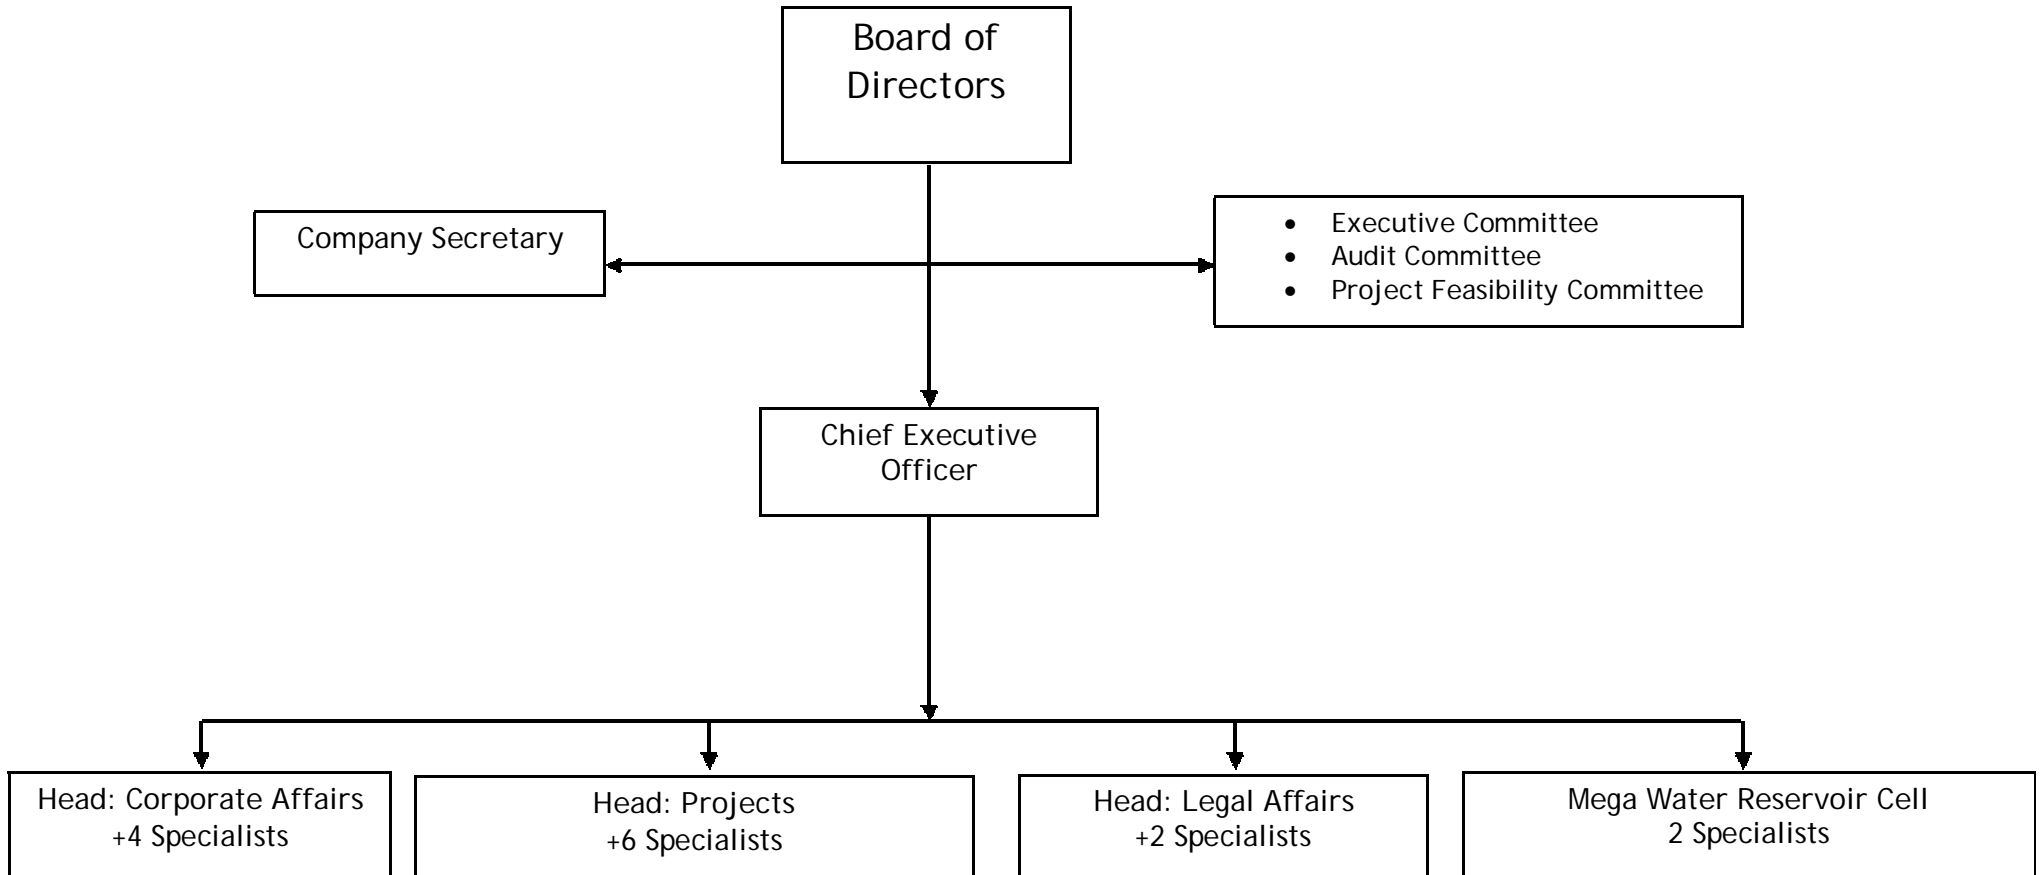 Board of
Directors
Company Secretary
• Executive Committee
• Audit Committee
• Project Feasibility Committee
Chief Executive
Officer
Head: Corporate Affairs
+4 Specialists
Head: Projects
+6 Specialists
Head: Legal Affairs
+2 Specialists
Mega Water Reservoir Cell
2 Specialists